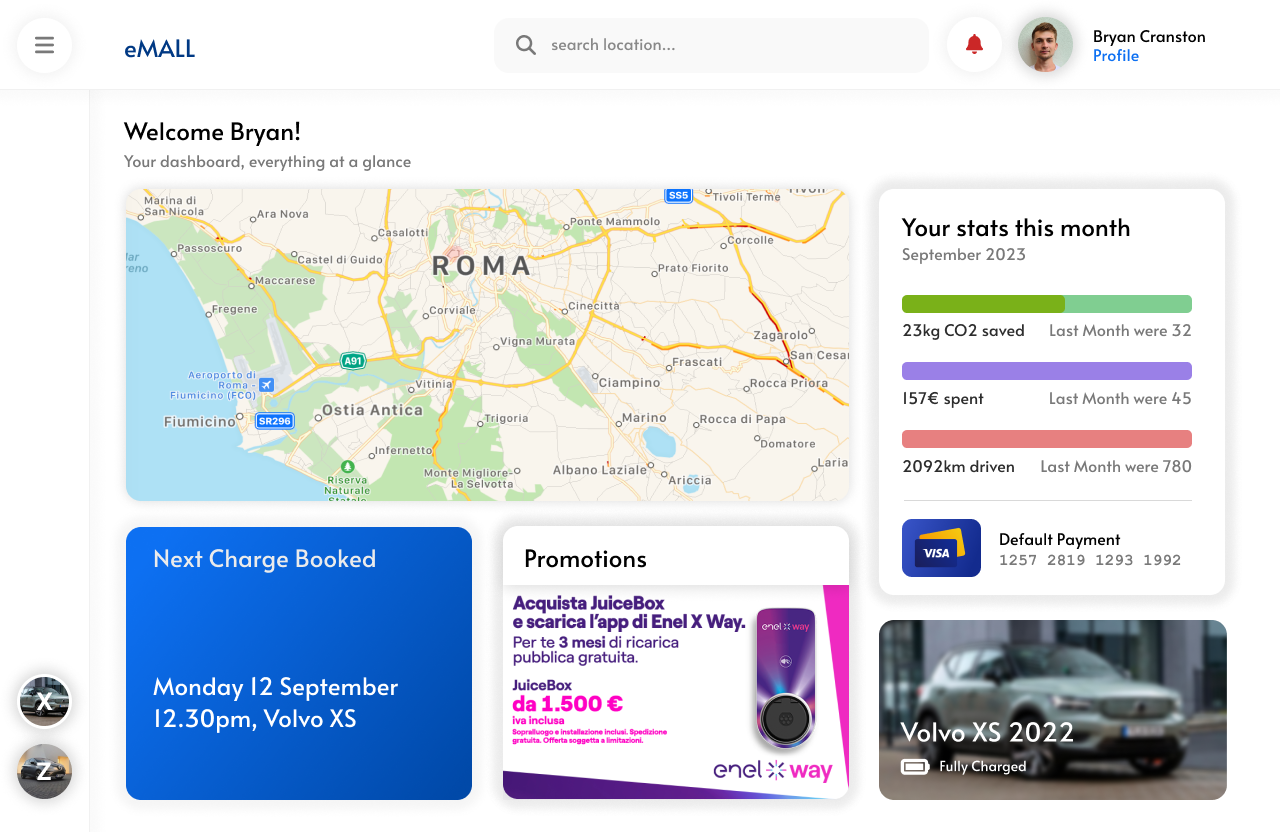 eMALL
search location...
Bryan Cranston
Profile
Welcome Bryan!
Your dashboard, everything at a glance
Marina di
San Nicola
Ara Nova
SS5
Tivoli
Tivoli Terme
Ponte Mammolo
Casalotti
Corcolle
Passoscuro
Castel di Guido
ROMA
Prato Fiorito
Mar
Maccarese
Fregene
Corviale
Cinecittà
Vigna Murata
Zagarolo
A91
Frascati
San Cesa
Aeroporto di
Roma -
Fiumicino (FCO)
Vitinia
Ciampino
Rocca Priora
Ostia Antica
Fiumicino
SR296
Trigoria
Marino
Rocca di Papa
Infernetto
Domatore
Riserva
Naturale
Statale
Monte Migliore-
La Selvotta
Albano Laziale
Ariccia
Laria
Your stats this month
September 2023
23kg CO2 saved
Last Month were 32
157€ spent
Last Month were 45
2092km driven
Last Month were 780
VISA
Default Payment
1257 2819 1293 1992
Next Charge Booked
Monday 12 September
12.30pm, Volvo XS
Promotions
Acquista JuiceBox
e scarica l'app di Enel X Way.
Per te 3 mesi di ricarica
pubblica gratuita.
JuiceBox
da 1.500 €
iva inclusa
Sopralluogo e installazione inclusi. Spedizione
gratuita. Offerta soggetta a limitazioni.
enel x way
enel x way
Volvo XS 2022
Fully Charged
X
Z